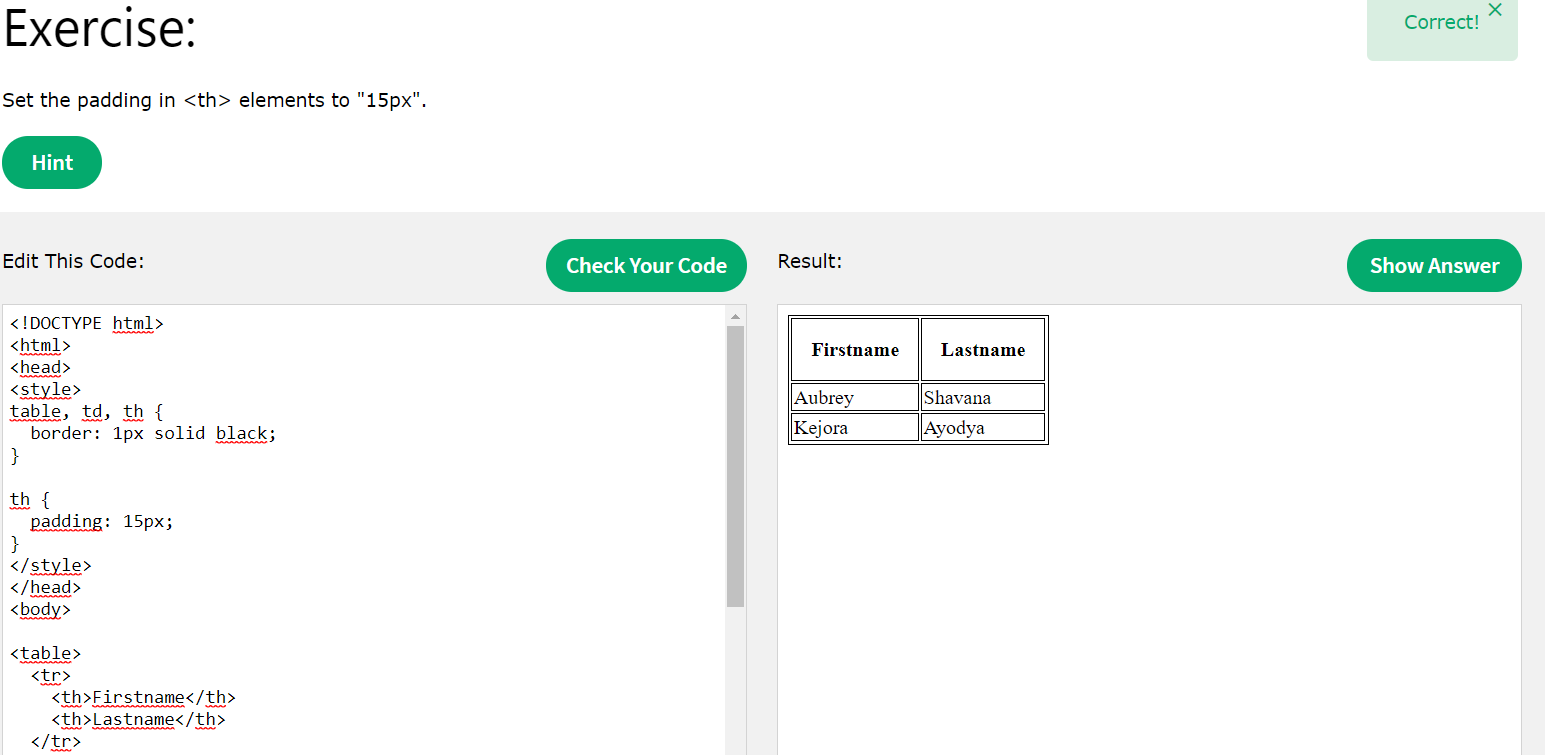 Exercise:
Correct!
×
Set the padding in <th> elements to "15px".
Hint
Edit This Code:
Check Your Code
<!DOCTYPE html>
<html>
<head>
<style>
table, td, th {
  border: 1px solid black;
}
th {
  padding: 15px;
}
</style>
</head>
<body>
<table>
  <tr>
    <th>Firstname</th>
    <th>Lastname</th>
  </tr>
Result:
Show Answer
Firstname Lastname
Aubrey Shavana
Kejora Ayodya